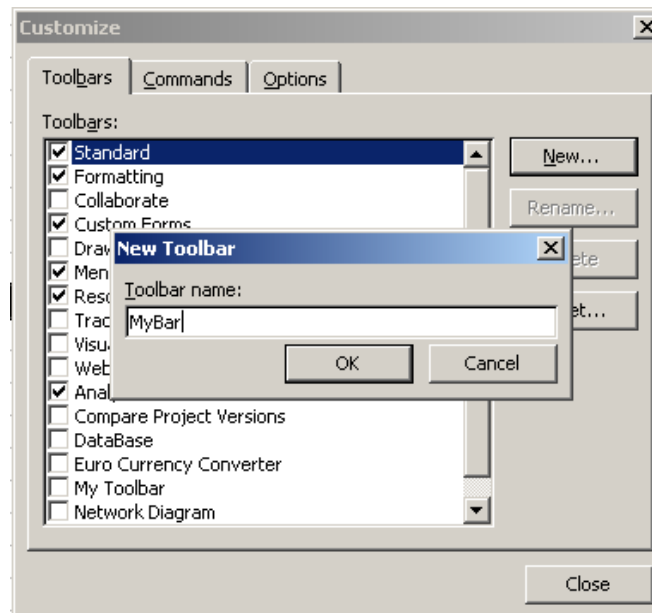 Customize
Toolbars Commands Options
Toolbars:
Standard
New...
Formatting
Collaborate
Rename...
Custom Forms
New Toolbar
Toolbar name:
MyBar
OK Cancel
Compare Project Versions
DataBase
Euro Currency Converter
My Toolbar
Network Diagram
Close